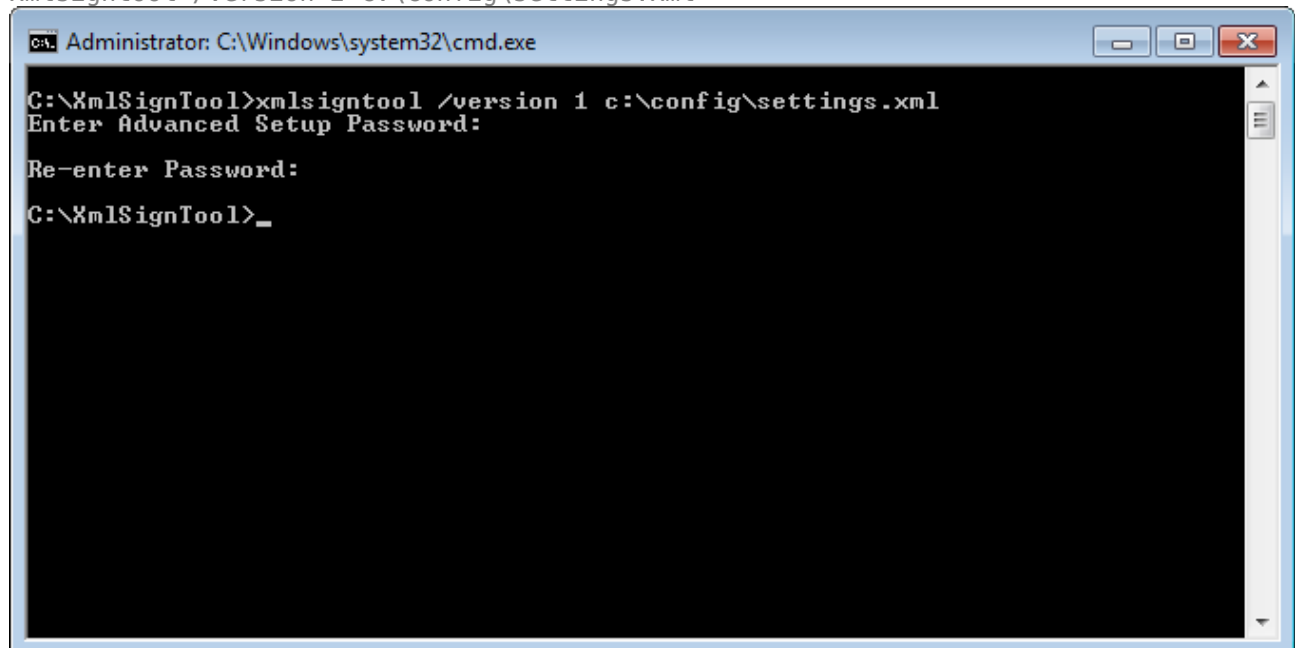 Administrator: C:\Windows\system32\cmd.exe
C:\XmlSignTool>xmlsigntool /version 1 c:\config\settings.xml
Enter Advanced Setup Password:
Re-enter Password:
C:\XmlSignTool>_